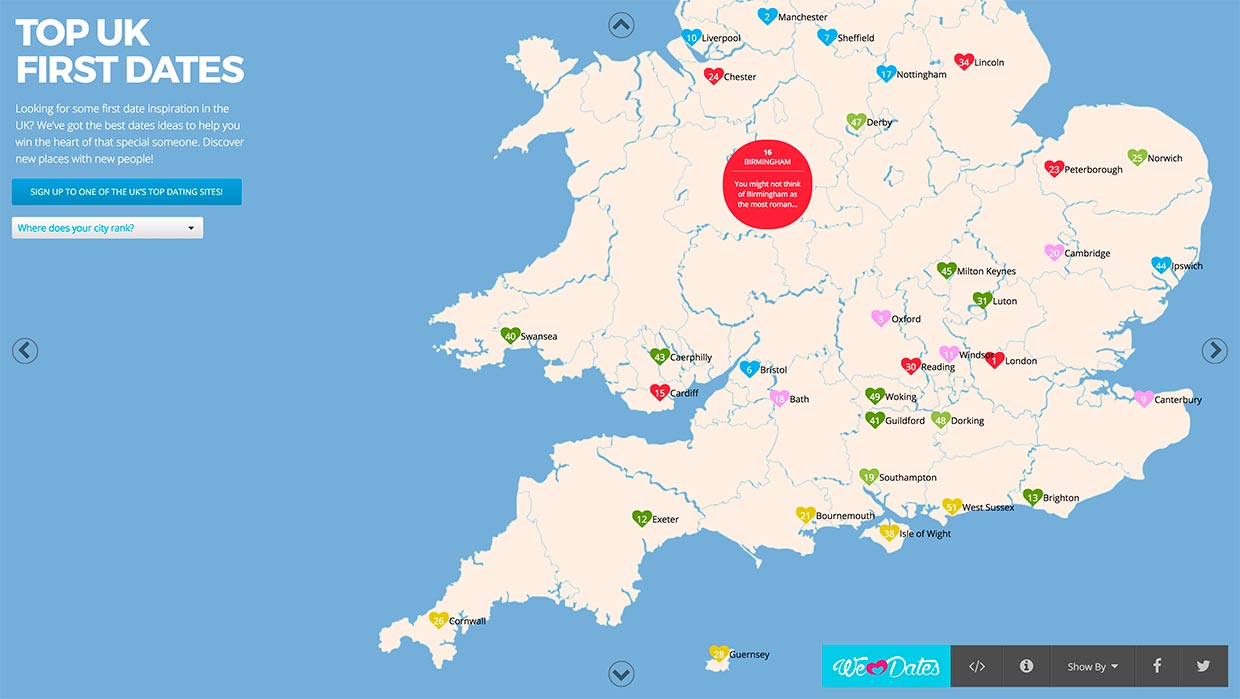 TOP UK
FIRST DATES
Looking for some first date inspiration in the
UK? We've got the best dates ideas to help you
win the heart of that special someone. Discover
new places with new people!
SIGN UP TO ONE OF THE UK'S TOP DATING SITES!
Where does your city rank?
2 Manchester
10 Liverpool
7 Sheffield
34 Lincoln
24 Chester
17 Nottingham
47 Derby
16
BIRMINGHAM
You might not think
of Birmingham as
the most roman...
25 Norwich
23 Peterborough
20 Cambridge
44 Ipswich
45 Milton Keynes
31 Luton
3 Oxford
40 Swansea
43 Caerphilly
11 Windsor
1 London
30 Reading
6 Bristol
15 Cardiff
18 Bath
49 Woking
9 Canterbury
41 Guildford
48 Dorking
19 Southampton
13 Brighton
51 West Sussex
21 Bournemouth
12 Exeter
38 Isle of Wight
26 Cornwall
28 Guernsey
We Dates
</>
Show By